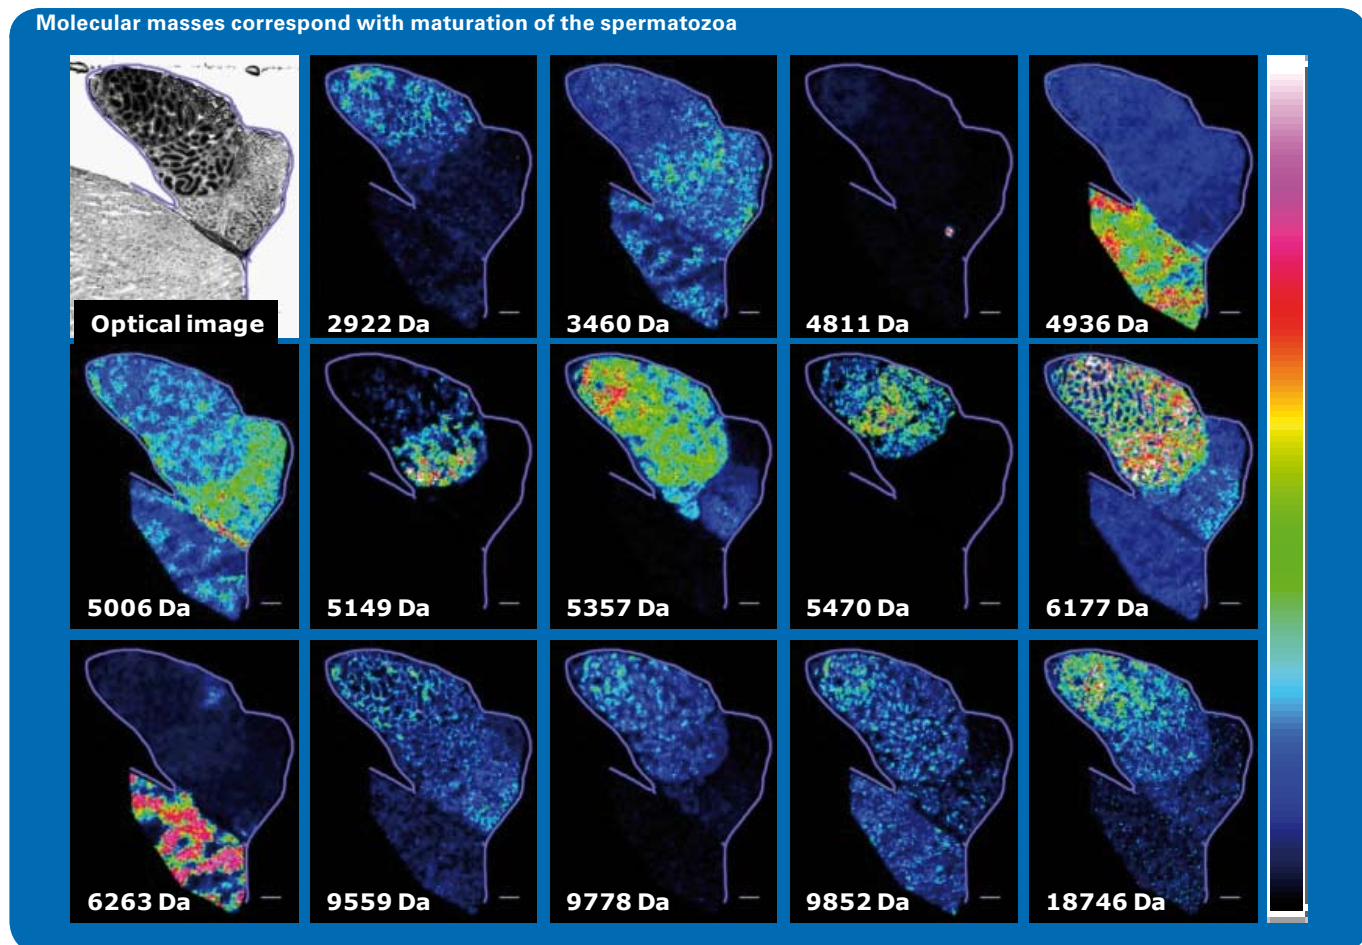 Molecular masses correspond with maturation of the spermatozoa
Optical image
2922 Da
3460 Da
4811 Da
4936 Da
5006 Da
5149 Da
5357 Da
5470 Da
6177 Da
6263 Da
9559 Da
9778 Da
9852 Da
18746 Da